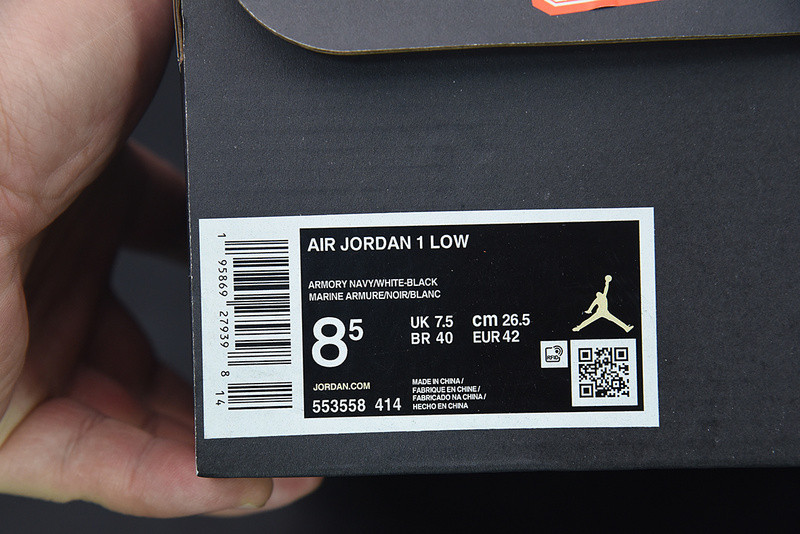 AIR JORDAN 1 LOW
ARMORY NAVY/WHITE-BLACK
MARINE ARMURE/NOIR/BLANC
8⁵
UK 7.5 cm 26.5
BR 40 EUR 42
RFID
JORDAN.COM
553558 414
MADE IN CHINA /
FABRIQUE EN CHINE /
FABRICADO NA CHINA /
HECHO EN CHINA
1 95869 27939 8 14